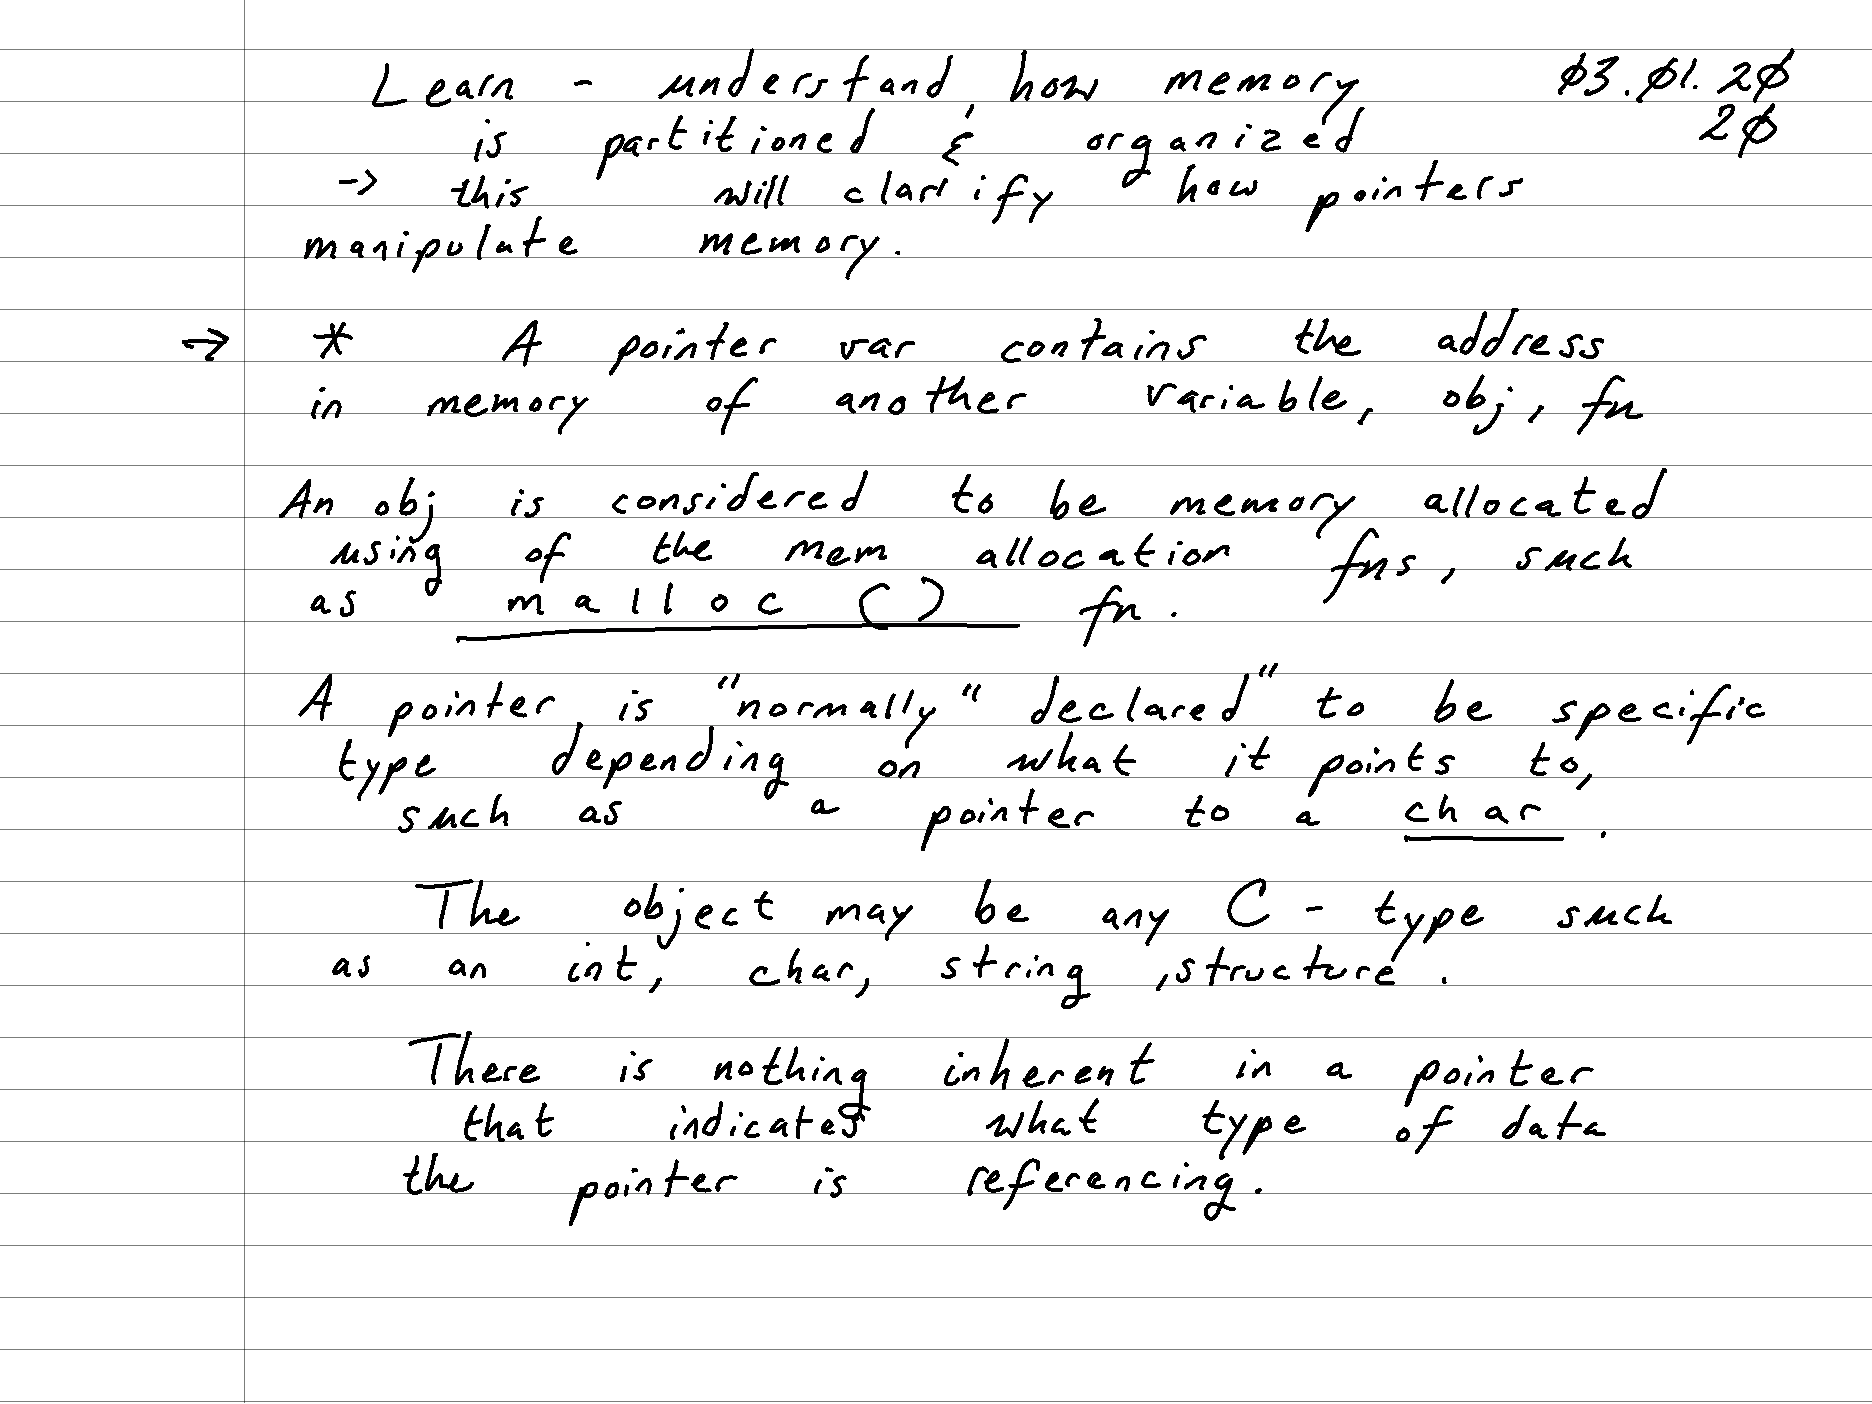 Learn - understand, how memory ø3.ø1.2ø
is partitioned & organized 2ø
-> this will clarify how pointers
manipulate memory.
→ * A pointer var contains the address
in memory of another variable, obj, fn
An obj is considered to be memory allocated
using of the mem allocation fns, such
as malloc () fn.
A pointer, is "normally" declared" to be specific
type depending on what it points to,
such as a pointer to a char.
The object may be any C - type such
as an int, char, string, structure.
There is nothing inherent in a pointer
that indicates what type of data
the pointer is referencing.